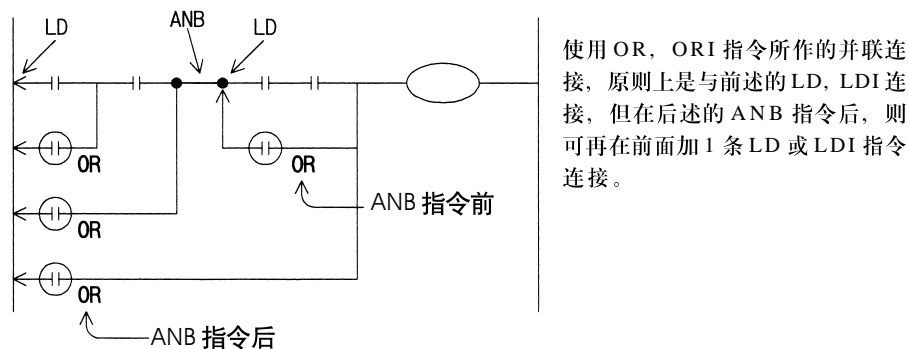 ANB
LD
LD
OR
OR
ANB 指令前
OR
OR
ANB 指令后
使用 OR，ORI 指令所作的并联连
接，原则上是与前述的 LD, LDI 连
接，但在后述的 ANB 指令后，则
可再在前面加 1 条 LD 或 LDI 指令
连接。